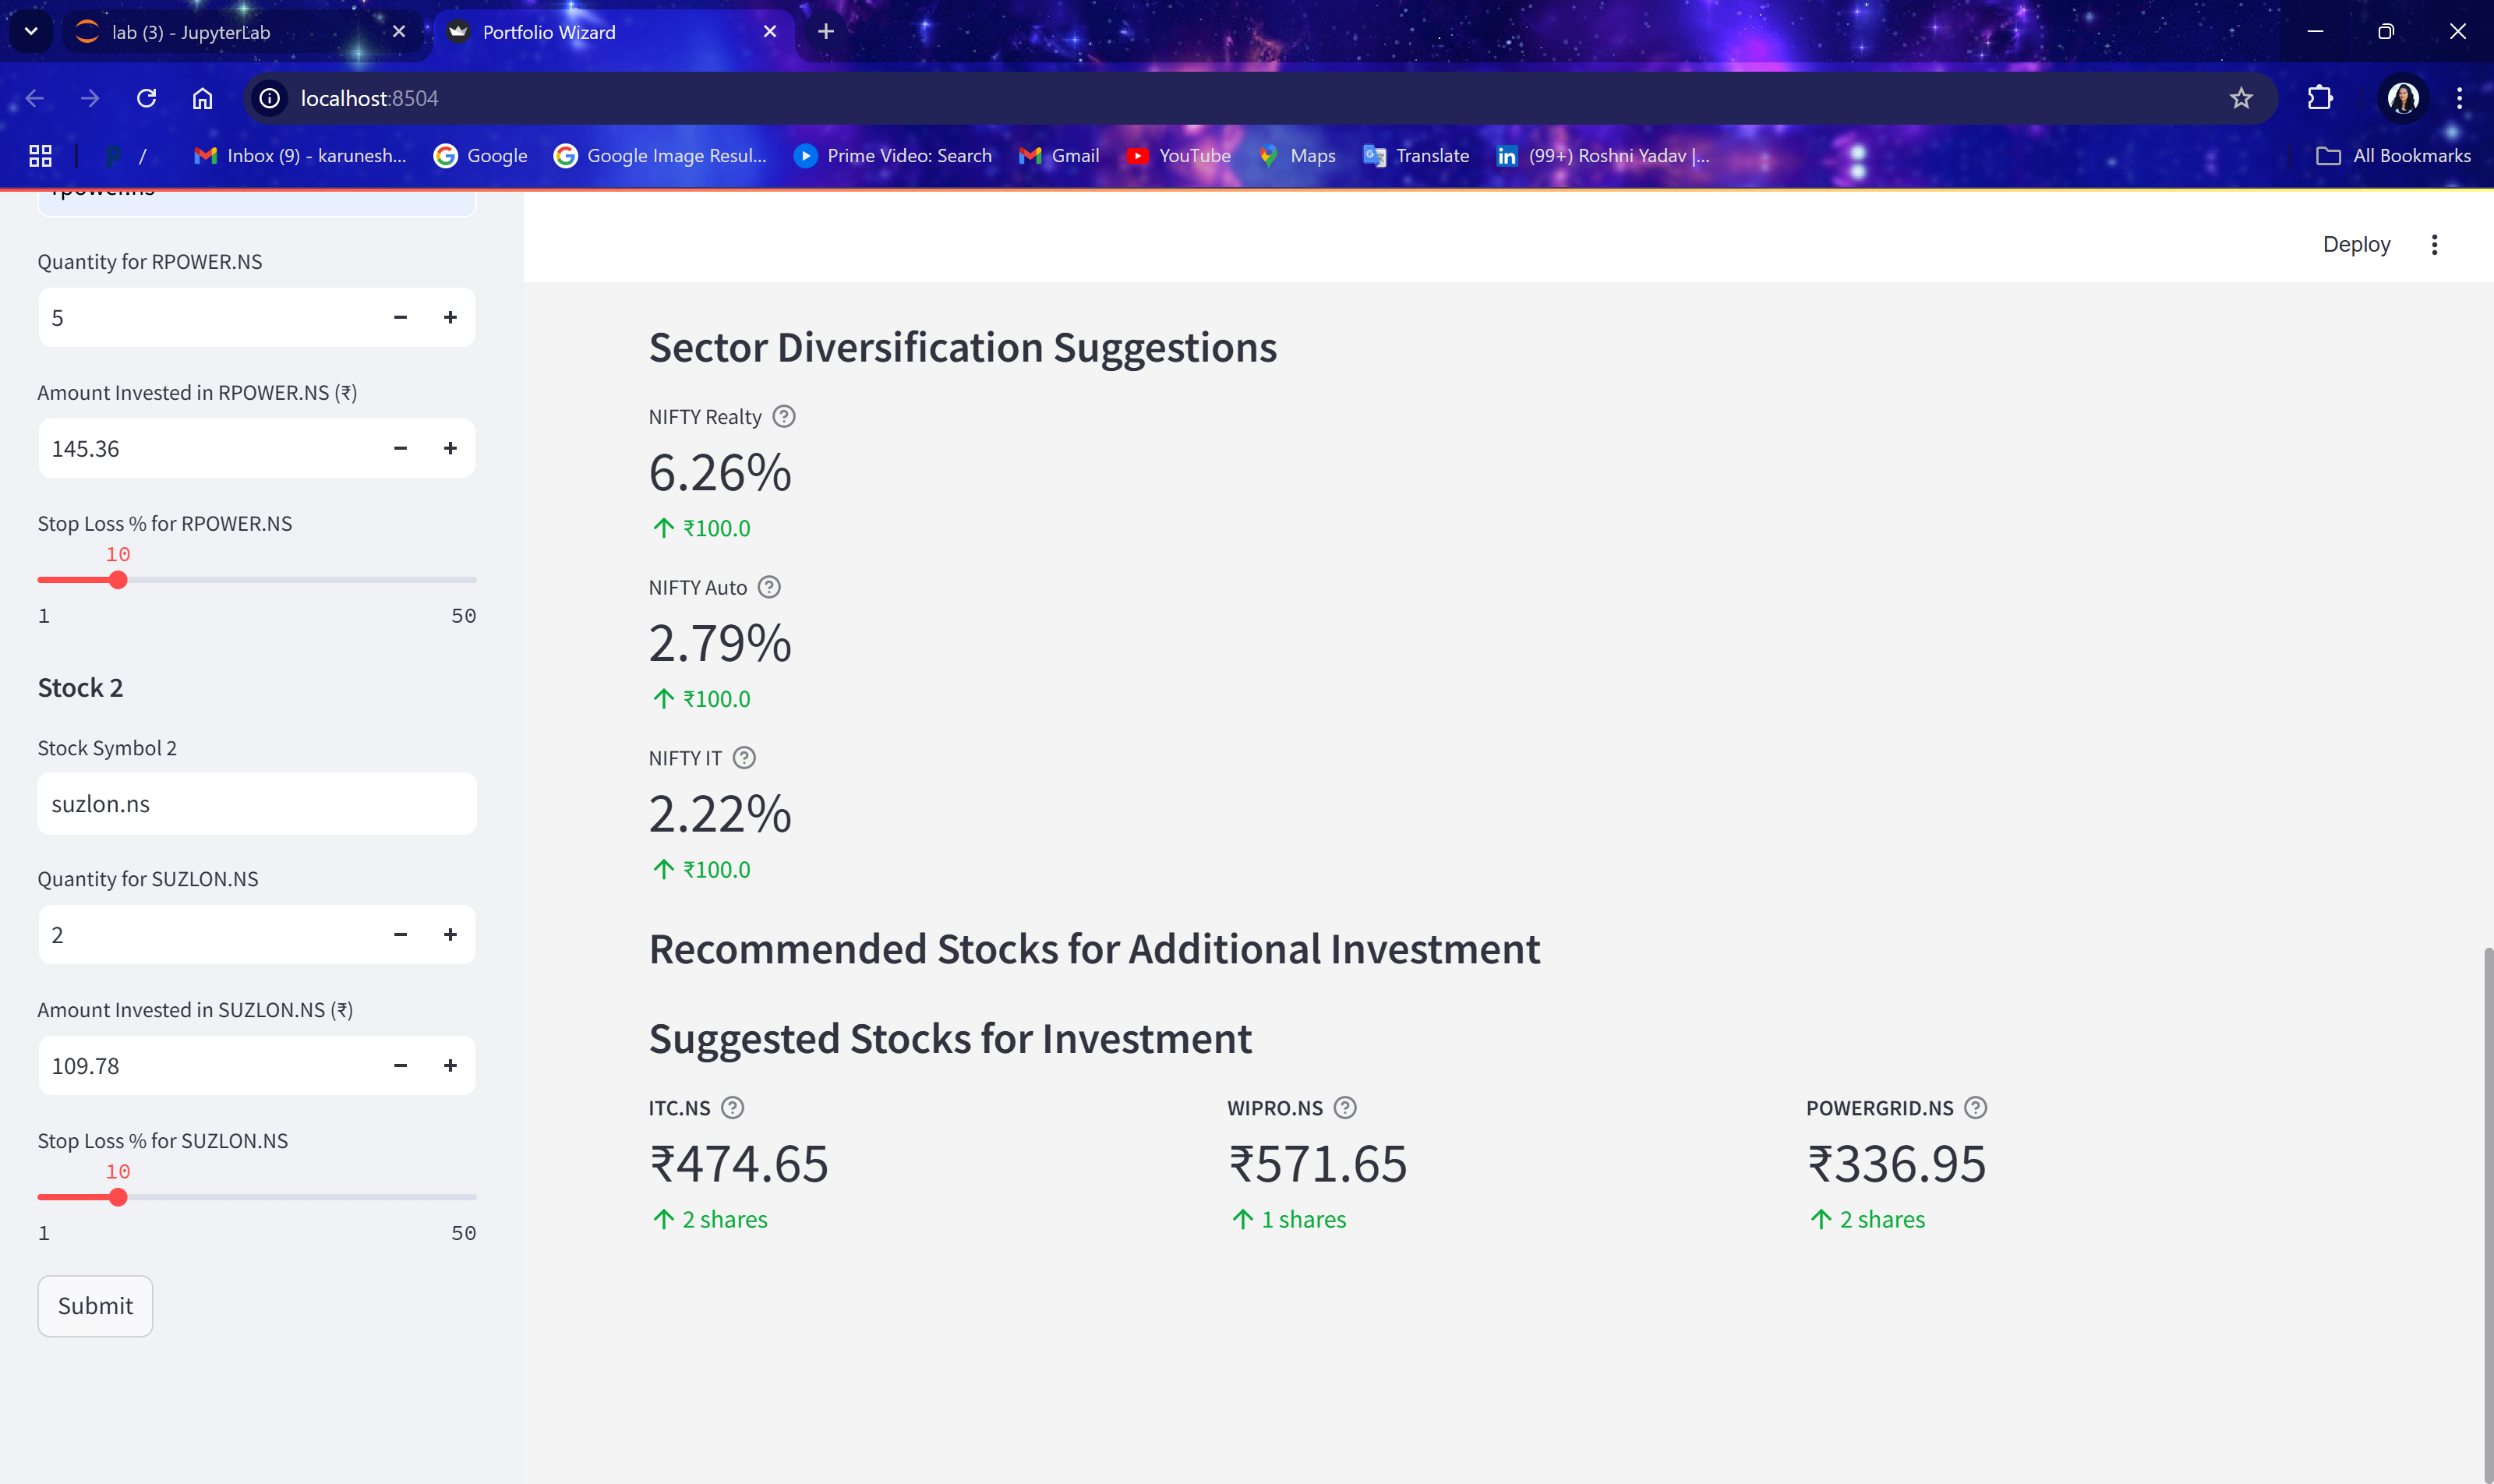 lab (3) - JupyterLab
Portfolio Wizard
localhost:8504
/
Inbox (9) - karunesh...
Google
Google Image Resul...
Prime Video: Search
Gmail
YouTube
Maps
Translate
(99+) Roshni Yadav |...
All Bookmarks
rpower.ns
Quantity for RPOWER.NS
5
Amount Invested in RPOWER.NS (₹)
145.36
Stop Loss % for RPOWER.NS
10
1 50
Stock 2
Stock Symbol 2
suzlon.ns
Quantity for SUZLON.NS
2
Amount Invested in SUZLON.NS (₹)
109.78
Stop Loss % for SUZLON.NS
10
1 50
Submit
Deploy
Sector Diversification Suggestions
NIFTY Realty
6.26%
↑ ₹100.0
NIFTY Auto
2.79%
↑ ₹100.0
NIFTY IT
2.22%
↑ ₹100.0
Recommended Stocks for Additional Investment
Suggested Stocks for Investment
ITC.NS
₹474.65
↑ 2 shares
WIPRO.NS
₹571.65
↑ 1 shares
POWERGRID.NS
₹336.95
↑ 2 shares